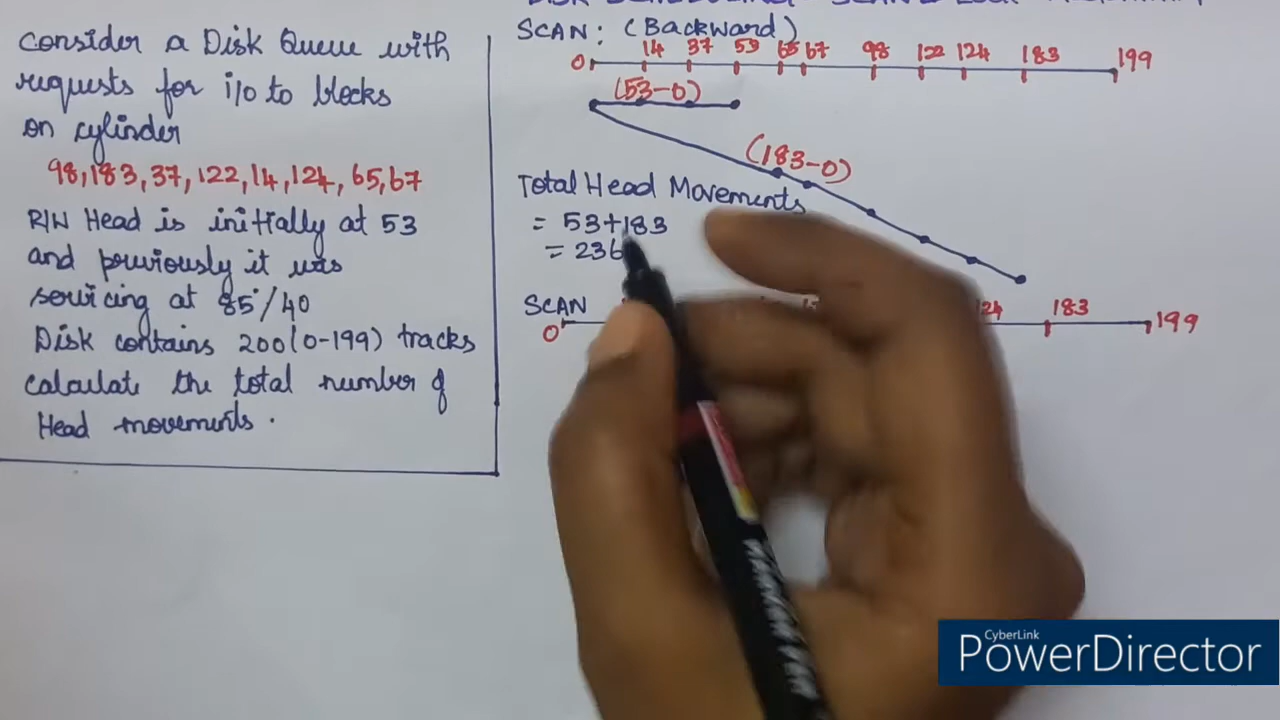 consider a Disk Queue with
requests for i/o to blocks
on cylinder
98,183,37,122,14,124,65,67
R/W Head is initially at 53
and previously it was
servicing at 85/40
Disk contains 200(0-199) tracks
calculate the total number of
Head movements.
SCAN: (Backward)
0 14 37 53 65 67 98 122 124 183 199
(53-0)
(183-0)
Total Head Movements
= 53+183
= 236
SCAN
0 124 183 199
CyberLink
PowerDirector